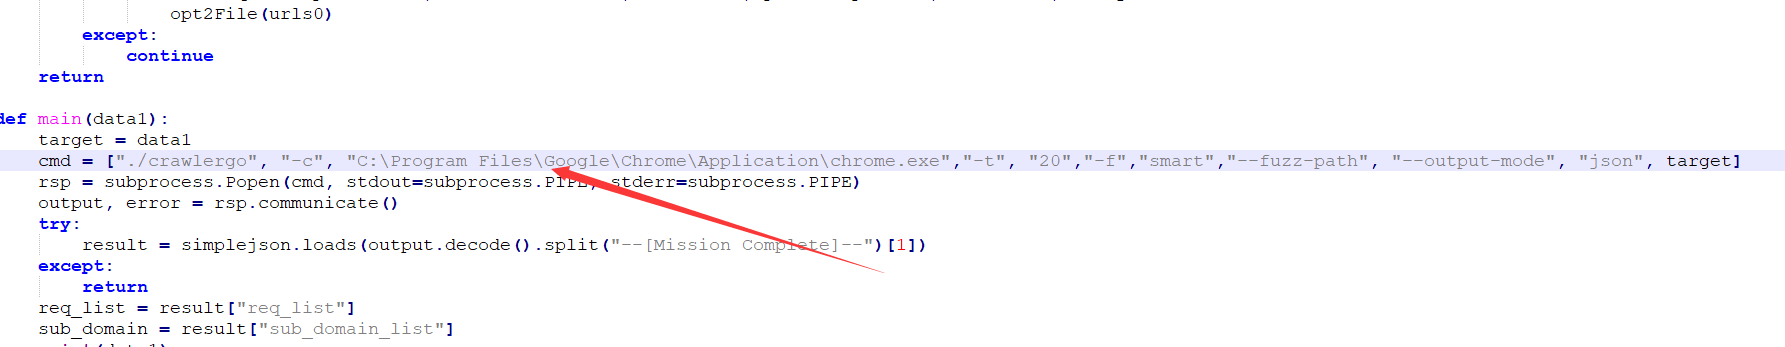 opt2File(urls0)
except:
continue
return
def main(data1):
target = data1
cmd = ["./crawlergo", "-c", "C:\Program Files\Google\Chrome\Application\chrome.exe","-t", "20","-f","smart","--fuzz-path", "--output-mode", "json", target]
rsp = subprocess.Popen(cmd, stdout=subprocess.PIPE, stderr=subprocess.PIPE)
output, error = rsp.communicate()
try:
result = simplejson.loads(output.decode().split("--[Mission Complete]--")[1])
except:
return
req_list = result["req_list"]
sub_domain = result["sub_domain_list"]